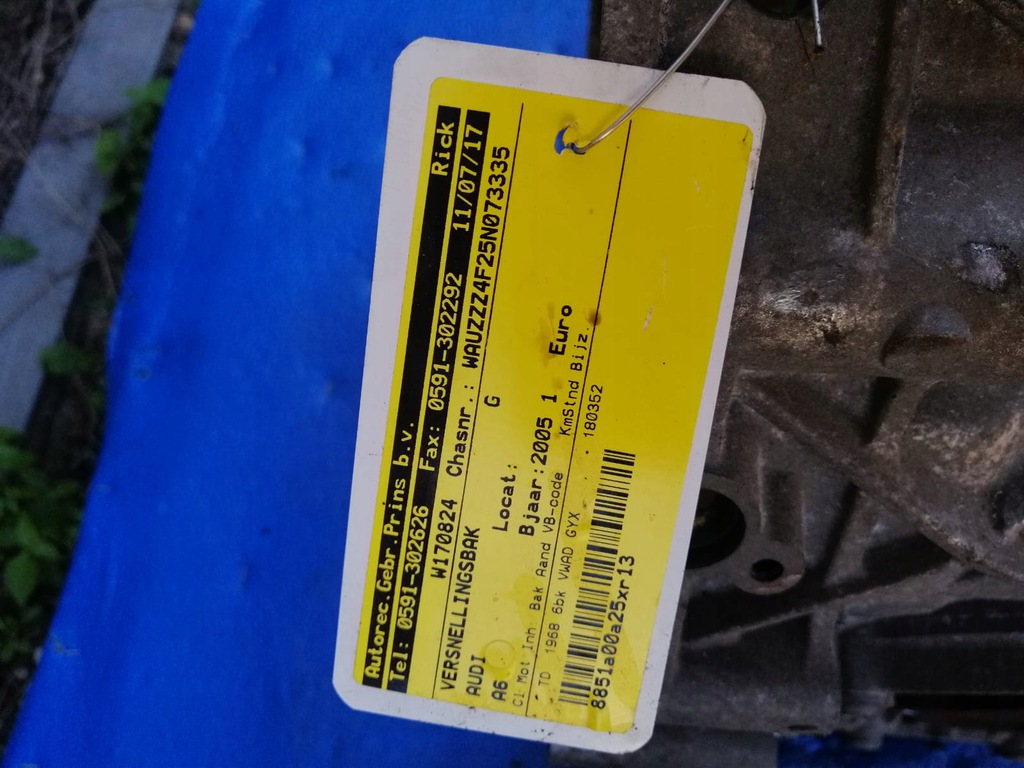 Autorec.Gebr.Prins b.v. Rick
Tel: 0591-302626 Fax: 0591-302292 11/07/17
W170824 Chasnr.: WAUZZZ4F25N073335
VERSNELLINGSBAK
AUDI Locat: G
A6 Bjaar:2005 1 Euro
Cl Mot Inh. Bak Aand VB-code KmStnd Bijz.
TD 1968 6bk VWAD GYX 180352
8851a00a25xr13